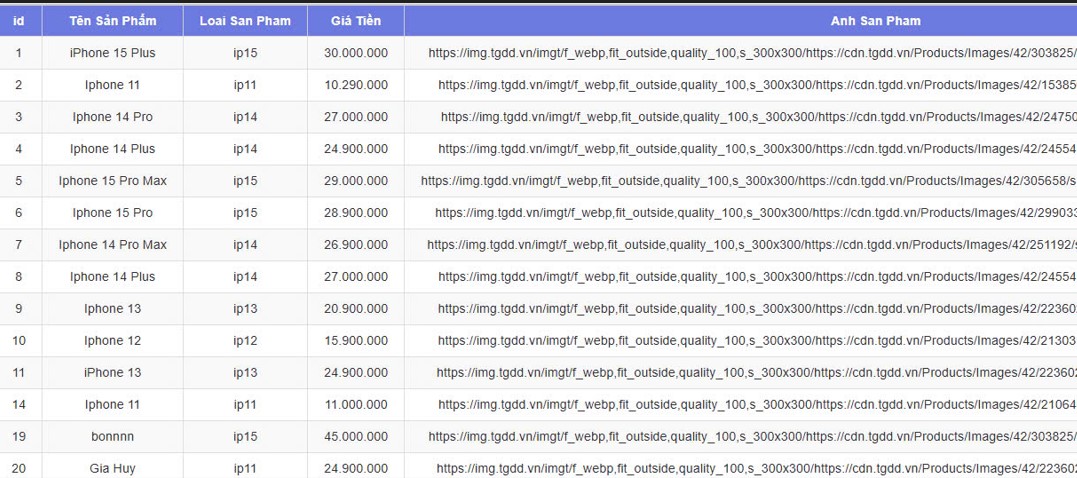 id Tên Sản Phẩm Loai San Pham Giá Tiền Anh San Pham
1 iPhone 15 Plus ip15 30.000.000 https://img.tgdd.vn/imgt/f_webp,fit_outside,quality_100,s_300x300/https://cdn.tgdd.vn/Products/Images/42/303825/
2 Iphone 11 ip11 10.290.000 https://img.tgdd.vn/imgt/f_webp,fit_outside,quality_100,s_300x300/https://cdn.tgdd.vn/Products/Images/42/15385
3 Iphone 14 Pro ip14 27.000.000 https://img.tgdd.vn/imgt/f_webp,fit_outside,quality_100,s_300x300/https://cdn.tgdd.vn/Products/Images/42/24750
4 Iphone 14 Plus ip14 24.900.000 https://img.tgdd.vn/imgt/f_webp,fit_outside,quality_100,s_300x300/https://cdn.tgdd.vn/Products/Images/42/24554
5 Iphone 15 Pro Max ip15 29.000.000 https://img.tgdd.vn/imgt/f_webp,fit_outside,quality_100,s_300x300/https://cdn.tgdd.vn/Products/Images/42/305658/s
6 Iphone 15 Pro ip15 28.900.000 https://img.tgdd.vn/imgt/f_webp,fit_outside,quality_100,s_300x300/https://cdn.tgdd.vn/Products/Images/42/299033
7 Iphone 14 Pro Max ip14 26.900.000 https://img.tgdd.vn/imgt/f_webp,fit_outside,quality_100,s_300x300/https://cdn.tgdd.vn/Products/Images/42/251192/s
8 Iphone 14 Plus ip14 27.000.000 https://img.tgdd.vn/imgt/f_webp,fit_outside,quality_100,s_300x300/https://cdn.tgdd.vn/Products/Images/42/24554
9 Iphone 13 ip13 20.900.000 https://img.tgdd.vn/imgt/f_webp,fit_outside,quality_100,s_300x300/https://cdn.tgdd.vn/Products/Images/42/22360
10 Iphone 12 ip12 15.900.000 https://img.tgdd.vn/imgt/f_webp,fit_outside,quality_100,s_300x300/https://cdn.tgdd.vn/Products/Images/42/21303
11 iPhone 13 ip13 24.900.000 https://img.tgdd.vn/imgt/f_webp,fit_outside,quality_100,s_300x300/https://cdn.tgdd.vn/Products/Images/42/223602
14 Iphone 11 ip11 11.000.000 https://img.tgdd.vn/imgt/f_webp,fit_outside,quality_100,s_300x300/https://cdn.tgdd.vn/Products/Images/42/21064
19 bonnnn ip15 45.000.000 https://img.tgdd.vn/imgt/f_webp,fit_outside,quality_100,s_300x300/https://cdn.tgdd.vn/Products/Images/42/303825/
20 Gia Huy ip11 24.900.000 https://img.tgdd.vn/imgt/f_webp,fit_outside,quality_100,s_300x300/https://cdn.tgdd.vn/Products/Images/42/223602